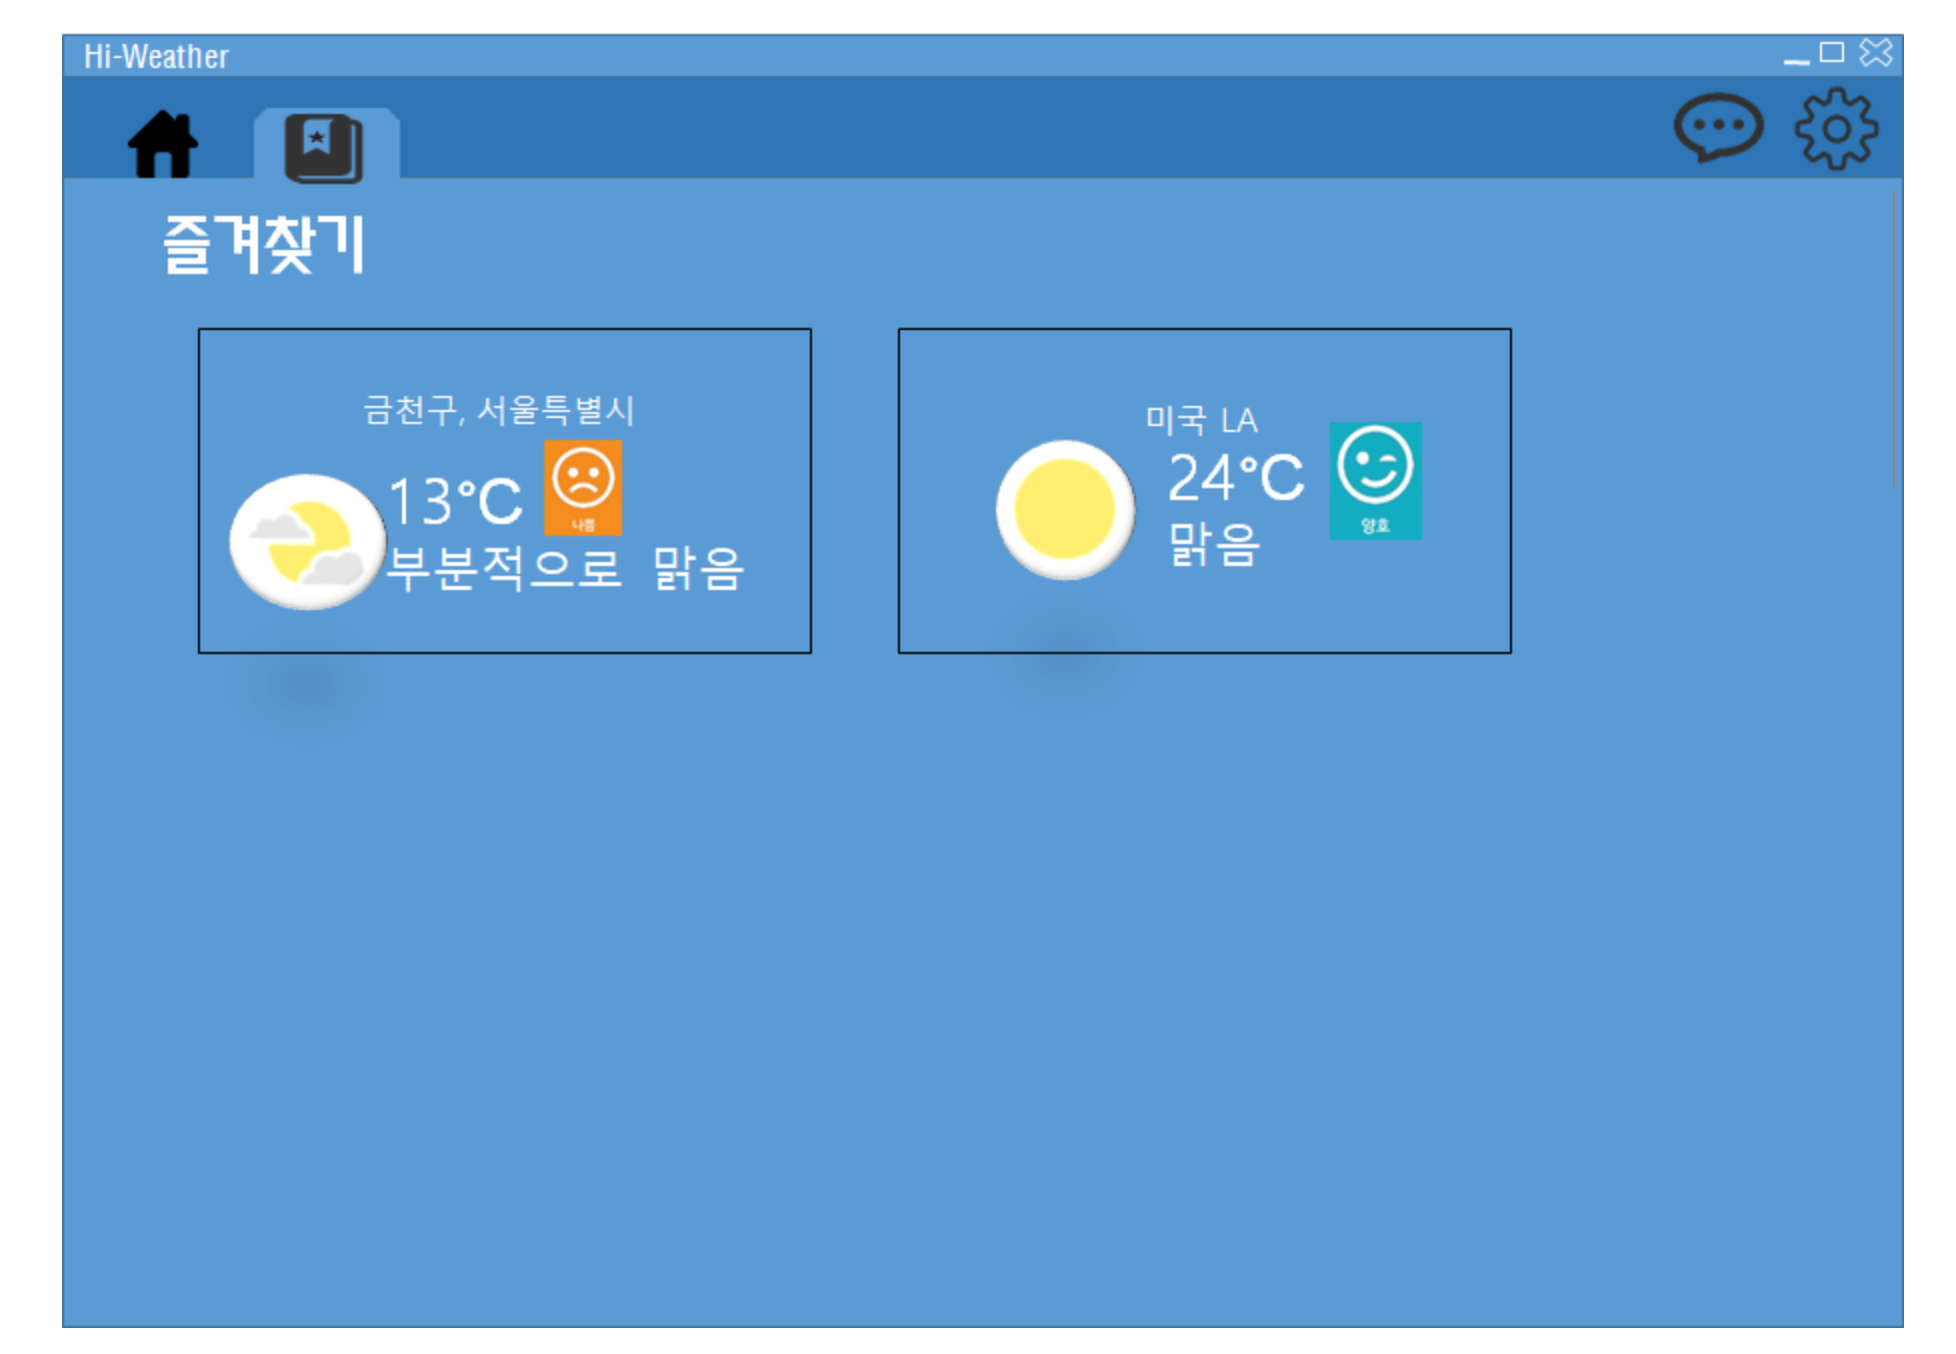 Hi-Weather
즐겨찾기
금천구, 서울특별시
13°C
나쁨
부분적으로 맑음
미국 LA
24°C
양호
맑음